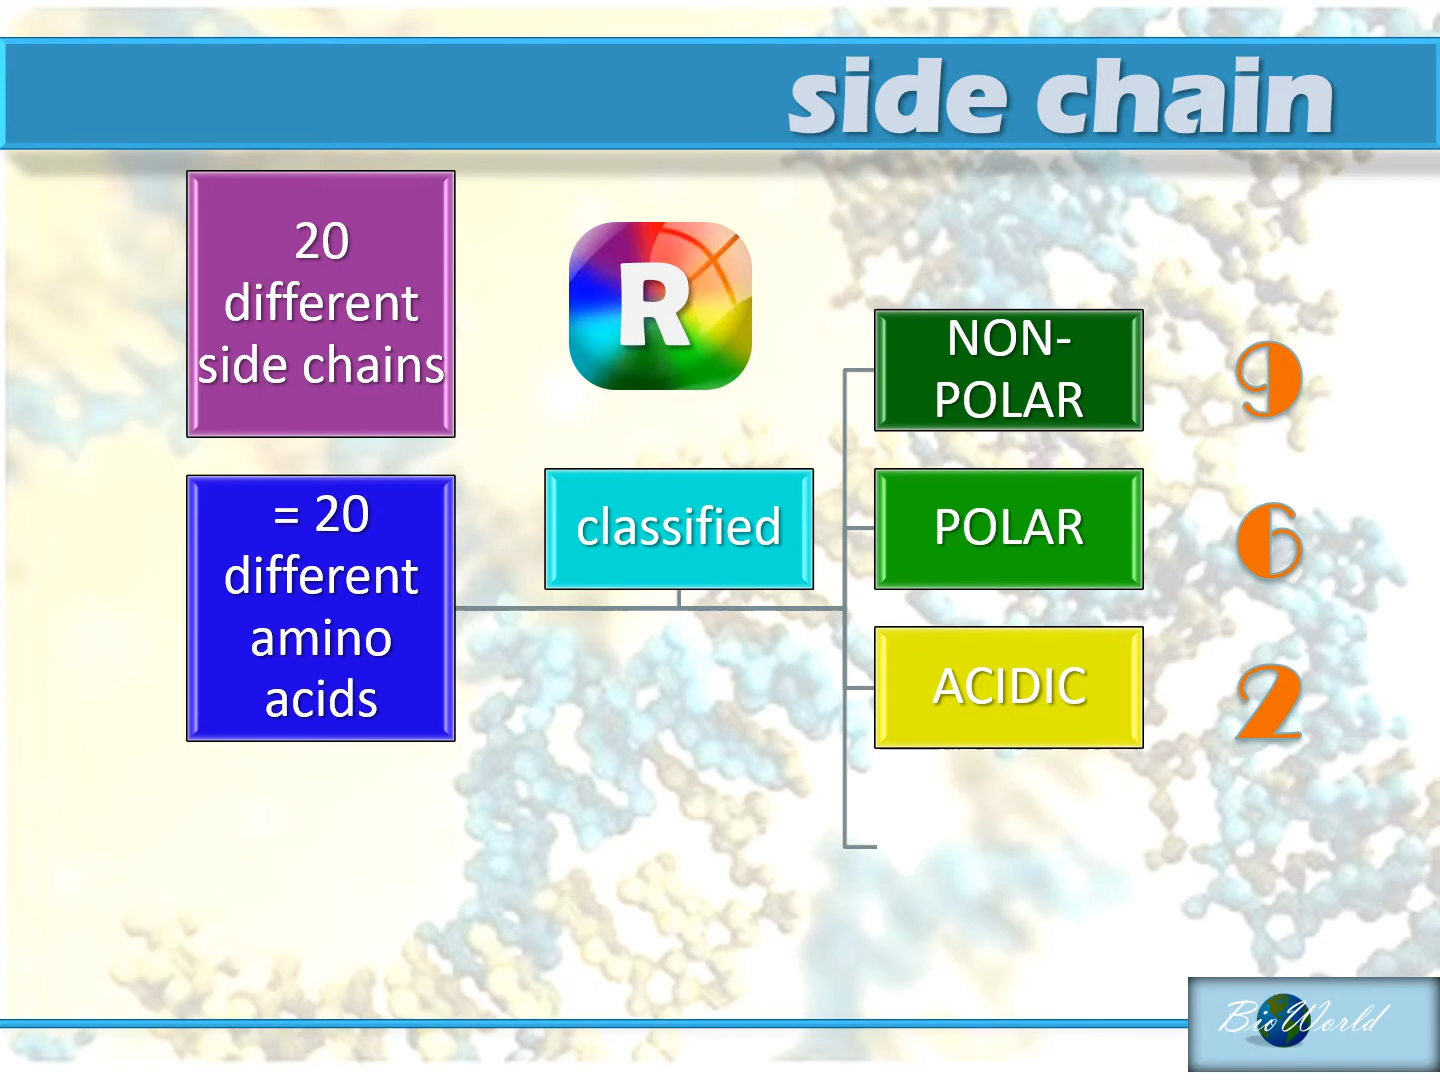 side chain
20
different
side chains
R
NON-
POLAR
9
= 20
different
amino
acids
classified
POLAR
6
ACIDIC
2
BioWorld